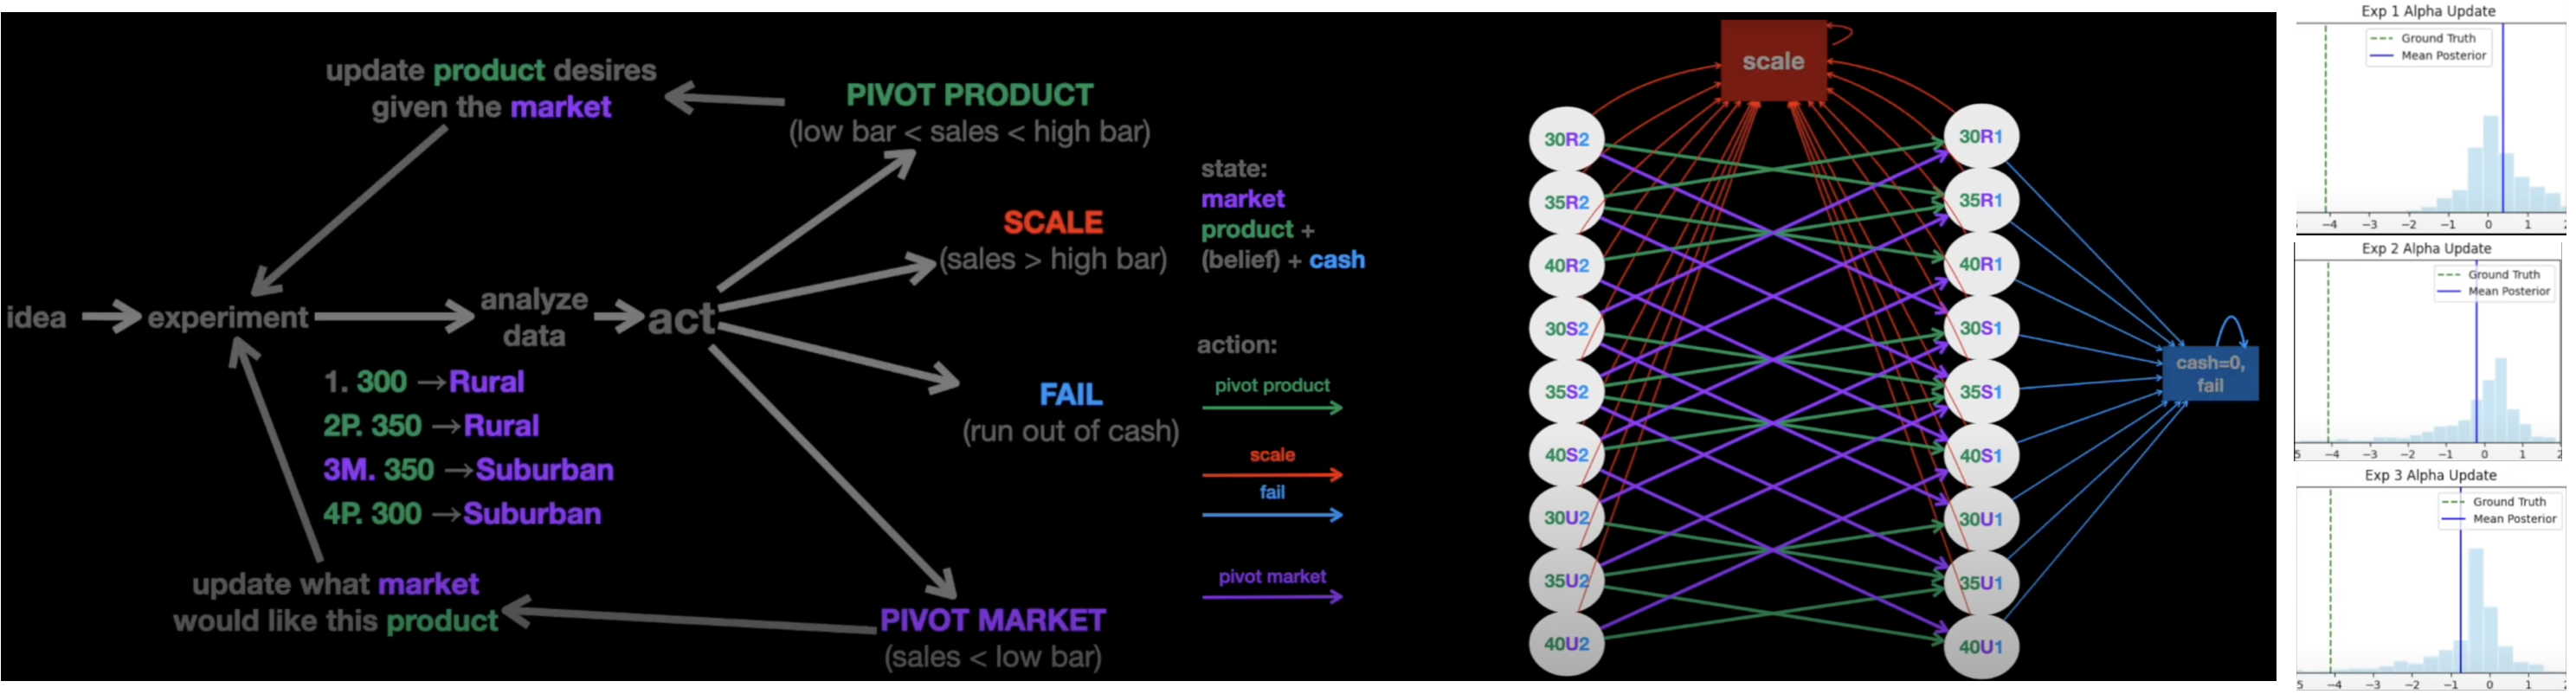 update product desires
given the market
PIVOT PRODUCT
(low bar < sales < high bar)
SCALE
(sales > high bar)
idea
experiment
analyze
data
act
1. 300 →Rural
2P. 350 →Rural
3M. 350 →Suburban
4P. 300 →Suburban
FAIL
(run out of cash)
update what market
would like this product
PIVOT MARKET
(sales < low bar)
state:
market
product +
(belief) + cash
action:
pivot product
scale
fail
pivot market
scale
30R2
35R2
40R2
30S2
35S2
40S2
30U2
35U2
40U2
30R1
35R1
40R1
30S1
35S1
40S1
30U1
35U1
40U1
cash=0,
fail
Exp 1 Alpha Update
Ground Truth
Mean Posterior
−4 −3 −2 −1 0 1
Exp 2 Alpha Update
Ground Truth
Mean Posterior
5 −4 −3 −2 −1 0 1 2
Exp 3 Alpha Update
Ground Truth
Mean Posterior
5 −4 −3 −2 −1 0 1